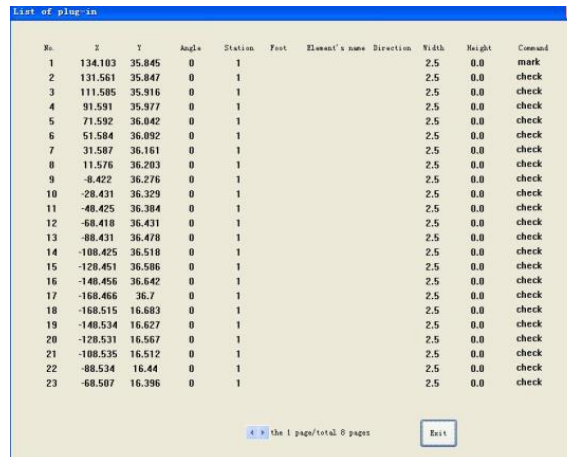 List of plug-in
No. X Y Angle Station Foot Element's name Direction Width Height Command
1 134.103 35.845 0 1 2.5 0.0 mark
2 131.561 35.847 0 1 2.5 0.0 check
3 111.585 35.916 0 1 2.5 0.0 check
4 91.591 35.977 0 1 2.5 0.0 check
5 71.592 36.042 0 1 2.5 0.0 check
6 51.584 36.092 0 1 2.5 0.0 check
7 31.587 36.161 0 1 2.5 0.0 check
8 11.576 36.203 0 1 2.5 0.0 check
9 -8.422 36.276 0 1 2.5 0.0 check
10 -28.431 36.329 0 1 2.5 0.0 check
11 -48.425 36.384 0 1 2.5 0.0 check
12 -68.418 36.431 0 1 2.5 0.0 check
13 -88.431 36.478 0 1 2.5 0.0 check
14 -108.425 36.518 0 1 2.5 0.0 check
15 -128.451 36.586 0 1 2.5 0.0 check
16 -148.456 36.642 0 1 2.5 0.0 check
17 -168.466 36.7 0 1 2.5 0.0 check
18 -168.515 16.683 0 1 2.5 0.0 check
19 -148.534 16.627 0 1 2.5 0.0 check
20 -128.531 16.567 0 1 2.5 0.0 check
21 -108.535 16.512 0 1 2.5 0.0 check
22 -88.534 16.44 0 1 2.5 0.0 check
23 -68.507 16.396 0 1 2.5 0.0 check
the 1 page/total 8 pages Exit